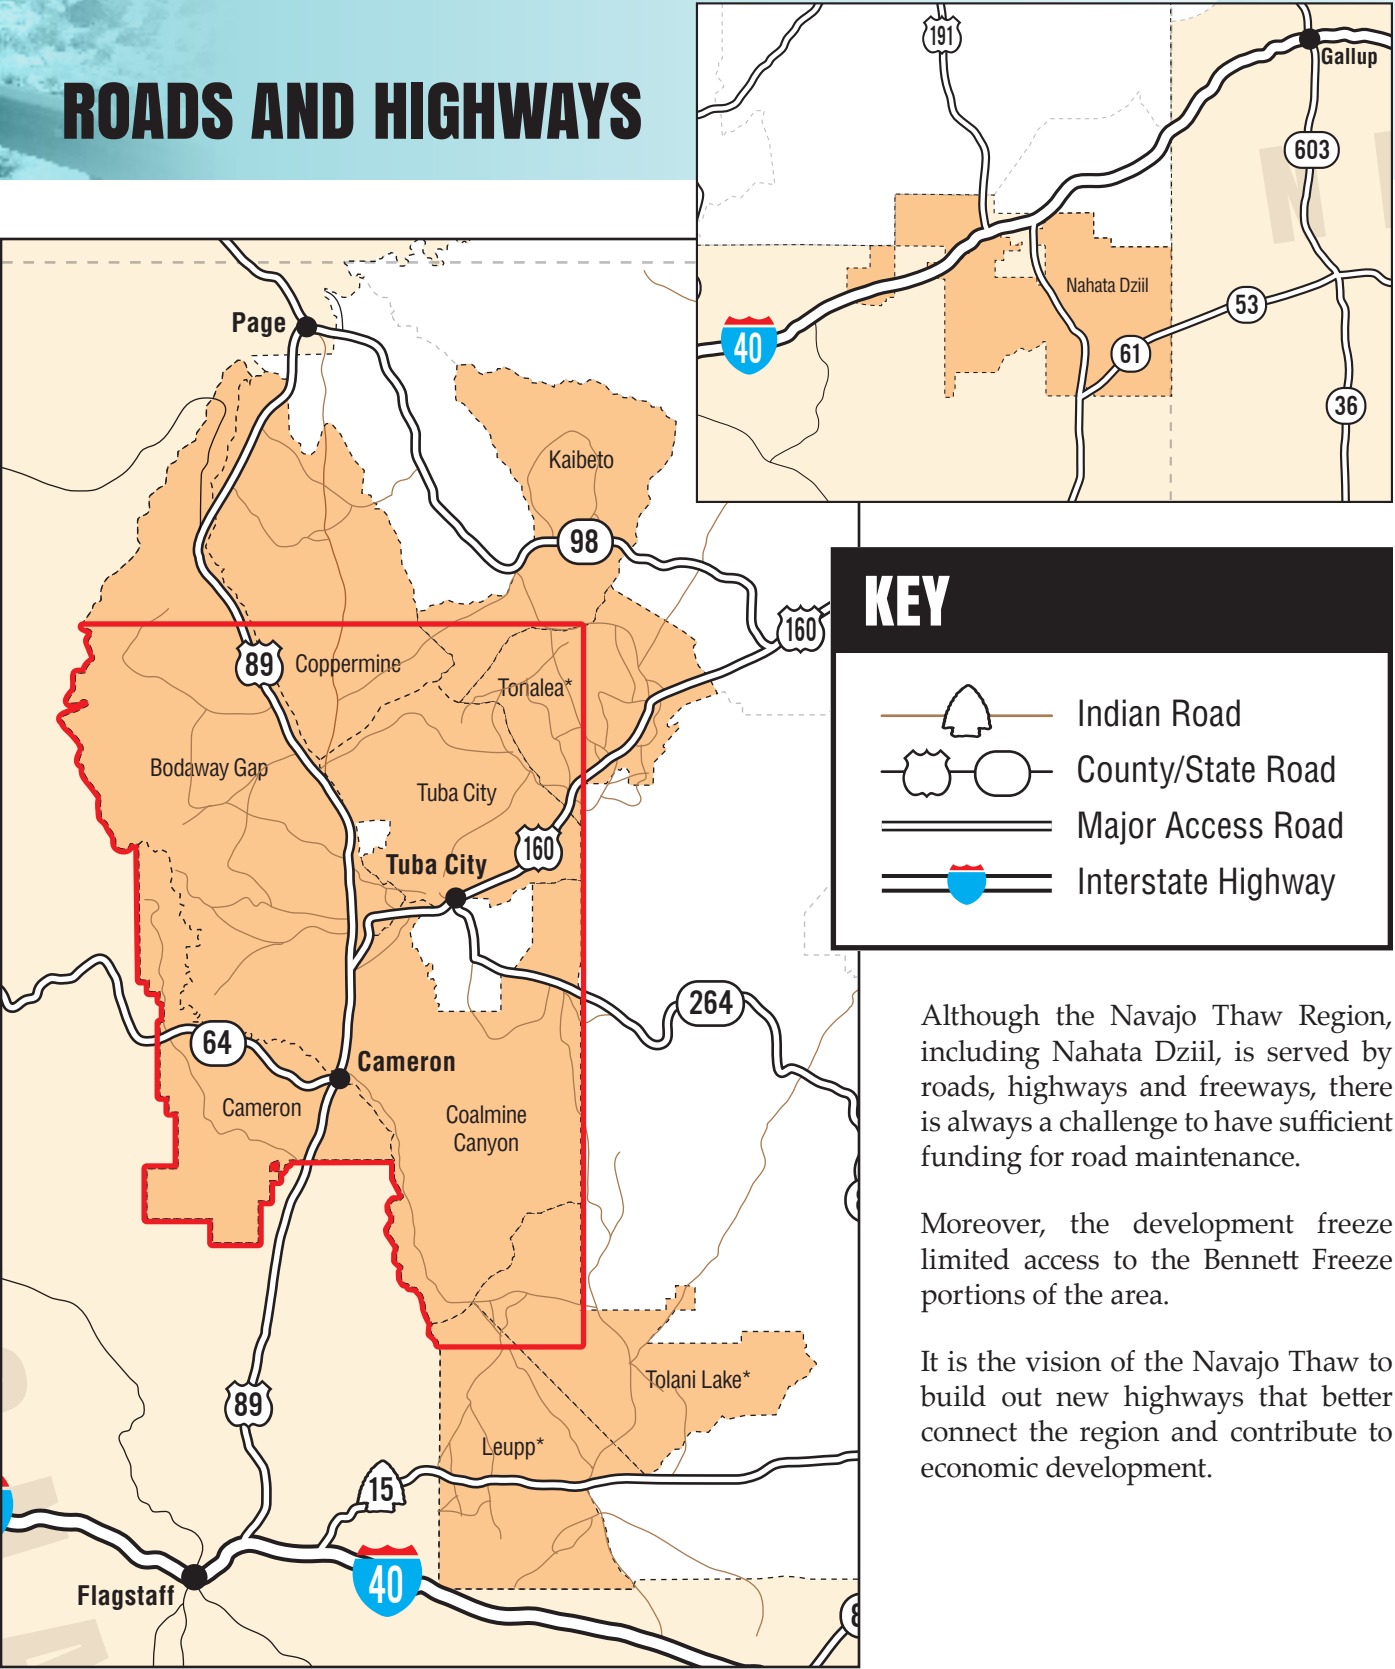 ROADS AND HIGHWAYS
191
Gallup
603
Nahata Dziil
53
40
61
36
Page
Kaibeto
98
160
89
Coppermine
Tonalea*
Bodaway Gap
Tuba City
160
Tuba City
264
64
Cameron
Cameron
Coalmine
Canyon
Tolani Lake*
89
Leupp*
15
40
Flagstaff
KEY
Indian Road
County/State Road
Major Access Road
Interstate Highway
Although the Navajo Thaw Region,
including Nahata Dziil, is served by
roads, highways and freeways, there
is always a challenge to have sufficient
funding for road maintenance.
Moreover, the development freeze
limited access to the Bennett Freeze
portions of the area.
It is the vision of the Navajo Thaw to
build out new highways that better
connect the region and contribute to
economic development.